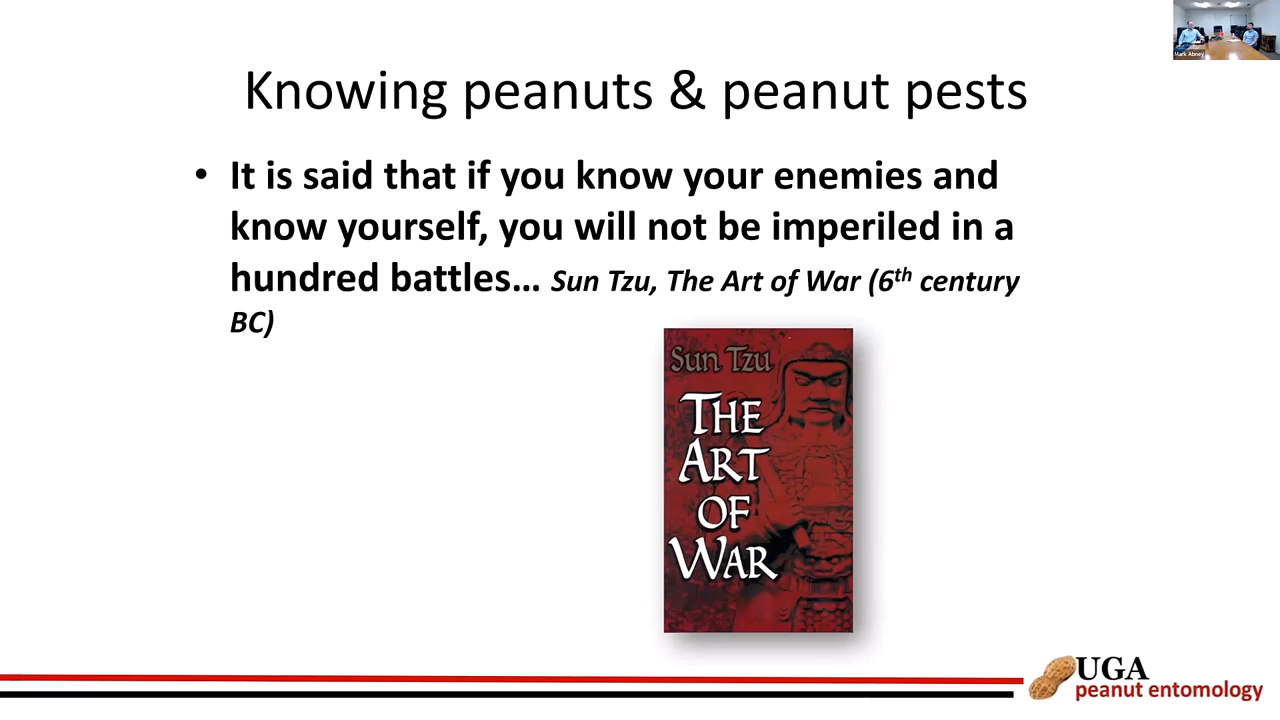 Mark Abney
Knowing peanuts & peanut pests
• It is said that if you know your enemies and
know yourself, you will not be imperiled in a
hundred battles… Sun Tzu, The Art of War (6th century
BC)
Sun Tzu
THE
ART
OF
WAR
UGA
peanut entomology